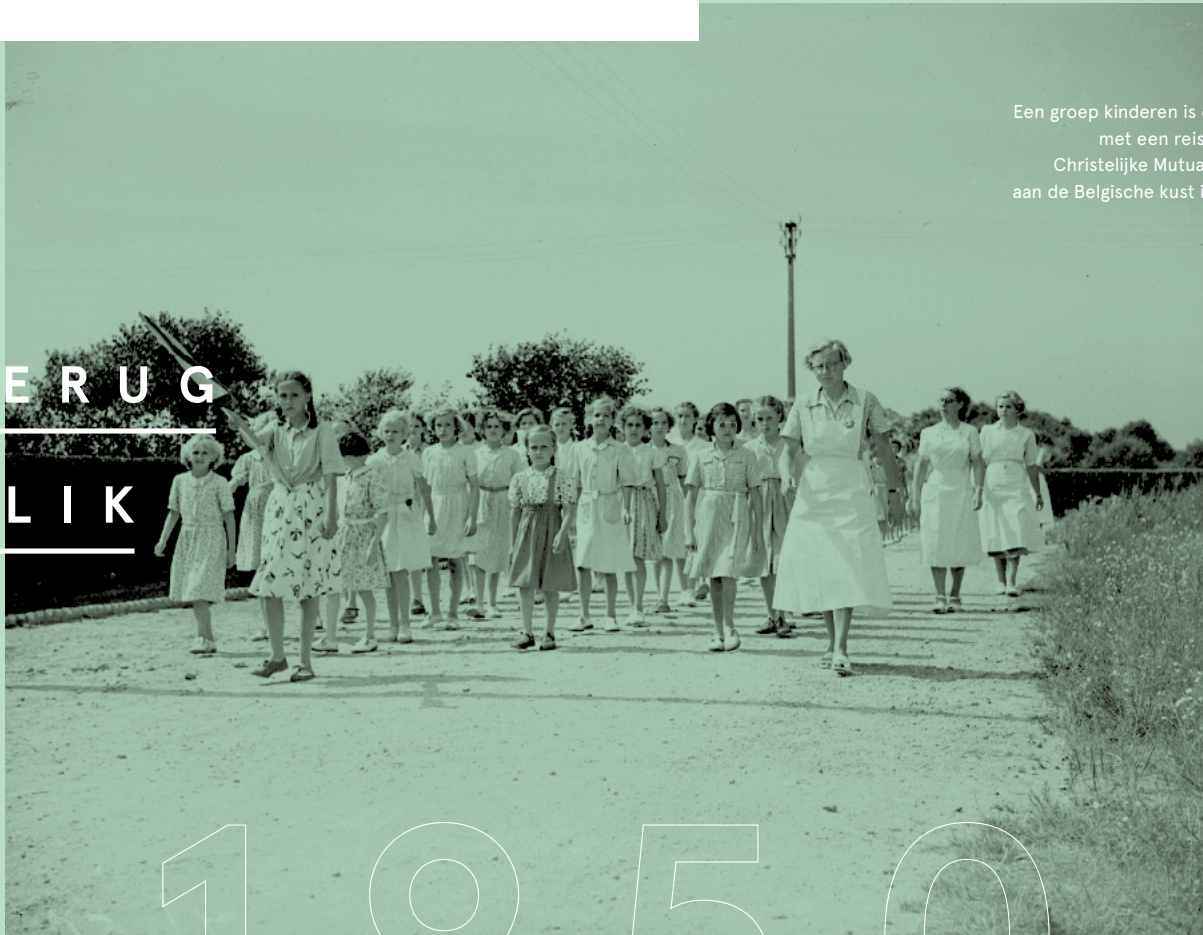 Een groep kinderen is
met een reis
Christelijke Mutua
aan de Belgische kust i
ERUG
LIK
1950